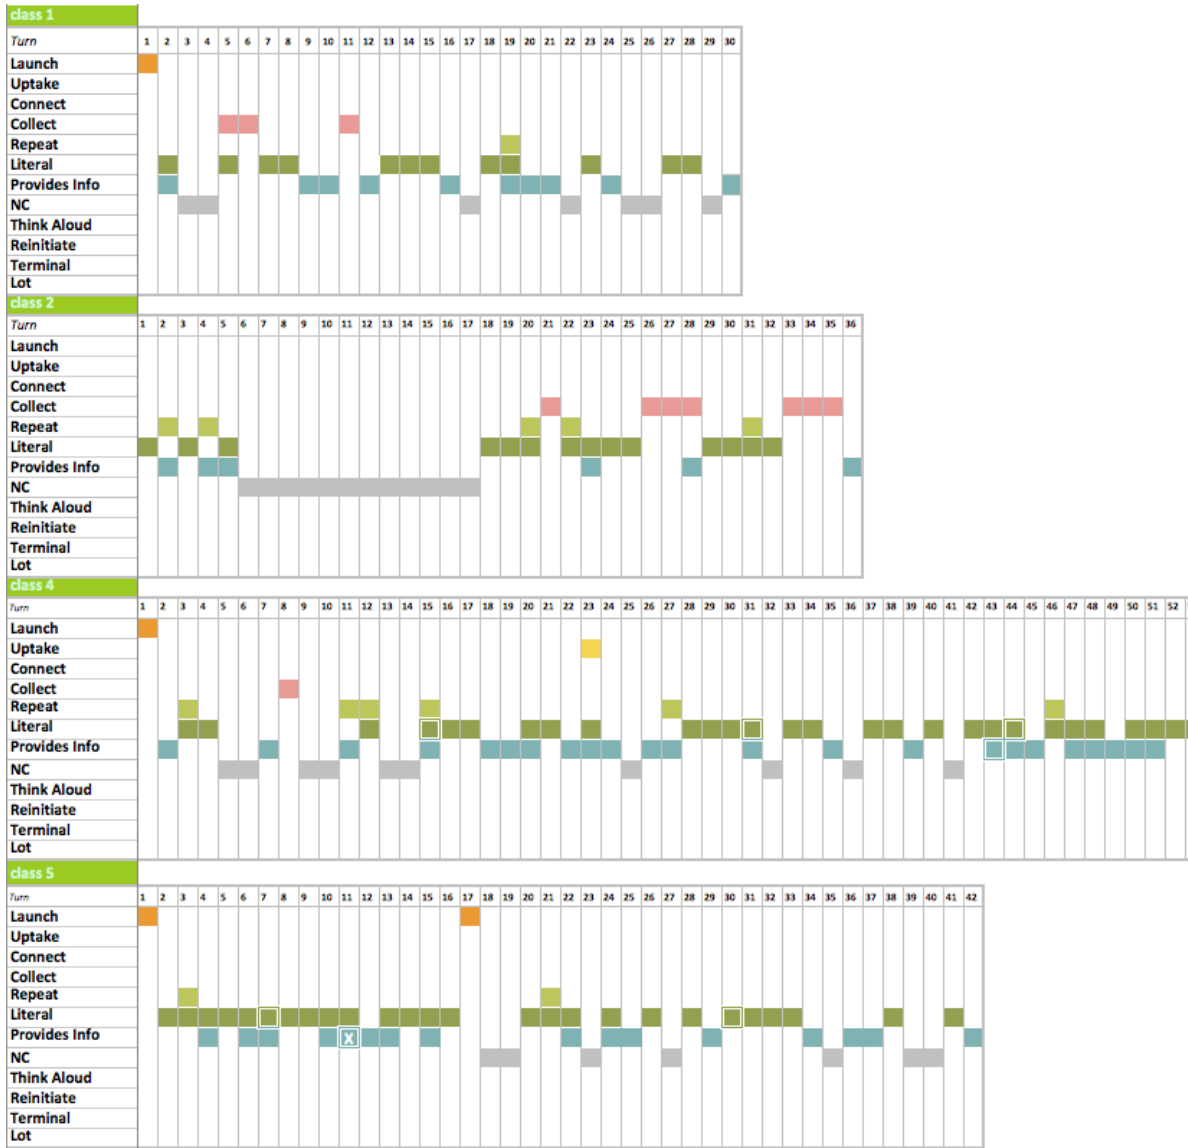 class 1
Turn 1 2 3 4 5 6 7 8 9 10 11 12 13 14 15 16 17 18 19 20 21 22 23 24 25 26 27 28 29 30
Launch
Uptake
Connect
Collect
Repeat
Literal
Provides Info
NC
Think Aloud
Reinitiate
Terminal
Lot
class 2
Turn 1 2 3 4 5 6 7 8 9 10 11 12 13 14 15 16 17 18 19 20 21 22 23 24 25 26 27 28 29 30 31 32 33 34 35 36
Launch
Uptake
Connect
Collect
Repeat
Literal
Provides Info
NC
Think Aloud
Reinitiate
Terminal
Lot
class 4
Turn 1 2 3 4 5 6 7 8 9 10 11 12 13 14 15 16 17 18 19 20 21 22 23 24 25 26 27 28 29 30 31 32 33 34 35 36 37 38 39 40 41 42 43 44 45 46 47 48 49 50 51 52
Launch
Uptake
Connect
Collect
Repeat
Literal
Provides Info
NC
Think Aloud
Reinitiate
Terminal
Lot
class 5
Turn 1 2 3 4 5 6 7 8 9 10 11 12 13 14 15 16 17 18 19 20 21 22 23 24 25 26 27 28 29 30 31 32 33 34 35 36 37 38 39 40 41 42
Launch
Uptake
Connect
Collect
Repeat
Literal
Provides Info X
NC
Think Aloud
Reinitiate
Terminal
Lot